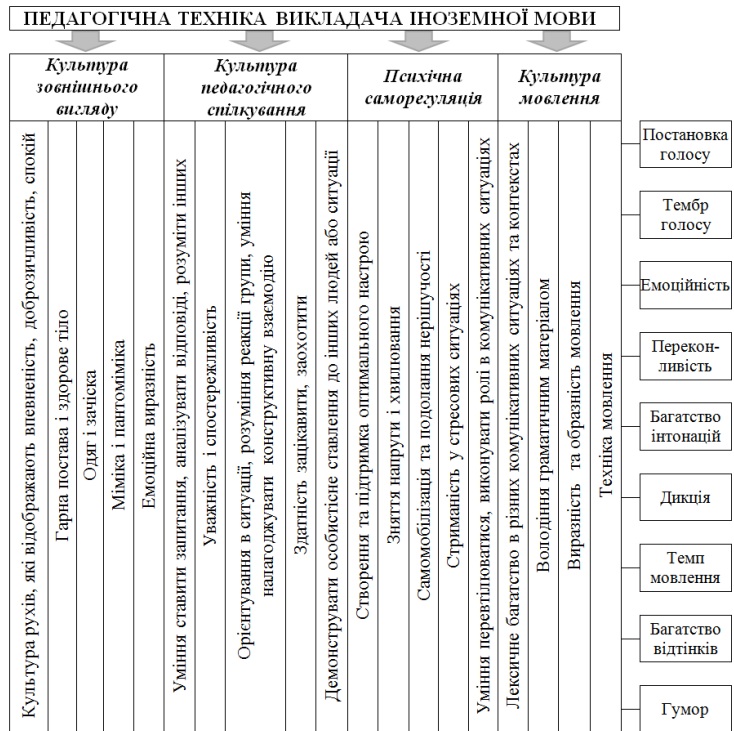 ПЕДАГОГІЧНА ТЕХНІКА ВИКЛАДАЧА ІНОЗЕМНОЇ МОВИ
Культура
зовнішнього
вигляду
Культура
педагогічного
спілкування
Психічна
саморегуляція
Культура
мовлення
Культура рухів, які відображають впевненість, доброзичливість, спокій
Гарна постава і здорове тіло
Одяг і зачіска
Міміка і пантоміміка
Емоційна виразність
Уміння ставити запитання, аналізувати відповіді, розуміти інших
Уважність і спостережливість
Орієнтування в ситуації, розуміння реакції групи, уміння
налагоджувати конструктивну взаємодію
Здатність зацікавити, заохотити
Демонструвати особистісне ставлення до інших людей або ситуації
Створення та підтримка оптимального настрою
Зняття напруги і хвилювання
Самомобілізація та подолання нерішучості
Стриманість у стресових ситуаціях
Уміння перевтілюватися, виконувати ролі в комунікативних ситуаціях
Лексичне багатство в різних комунікативних ситуаціях та контекстах
Володіння граматичним матеріалом
Виразність та образність мовлення
Техніка мовлення
Постановка
голосу
Тембр
голосу
Емоційність
Перекон-
ливість
Багатство
інтонацій
Дикція
Темп
мовлення
Багатство
відтінків
Гумор